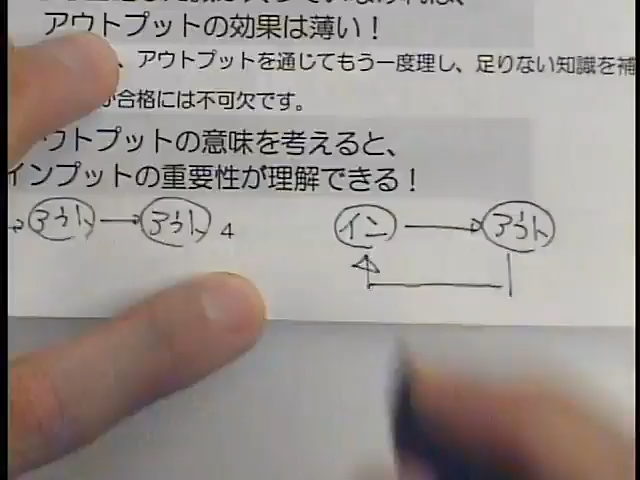 アウトプットの効果は薄い！
、アウトプットを通じてもう一度理し、足りない知識を補
合格には不可欠です。
ウトプットの意味を考えると、
インプットの重要性が理解できる！
→アウト→アウト 4 イン→アウト